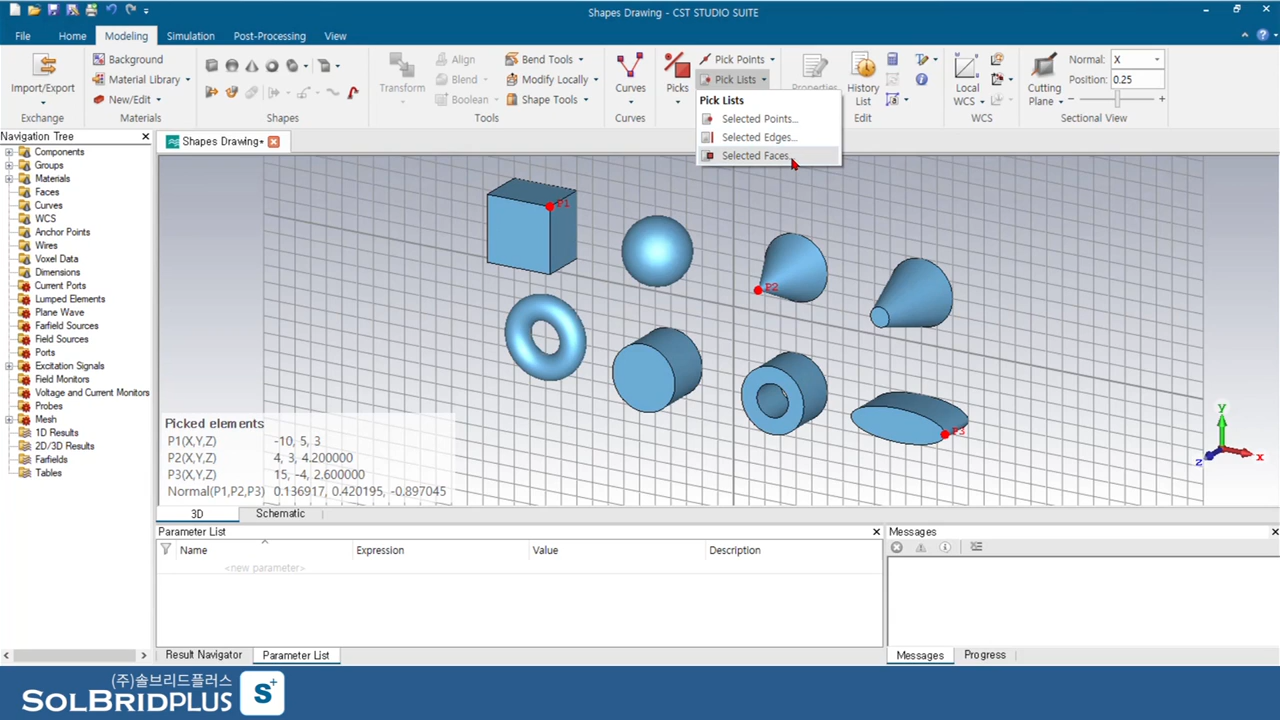 Shapes Drawing - CST STUDIO SUITE
File Home Modeling Simulation Post-Processing View
Import/Export
Exchange
Background
Material Library
New/Edit
Materials
Shapes
Transform
Align
Blend
Boolean
Bend Tools
Modify Locally
Shape Tools
Tools
Curves
Curves
Picks
Pick Points
Pick Lists
Pick Lists
Selected Points...
Selected Edges...
Selected Faces...
Properties
History
List
Edit
Local
WCS
WCS
Cutting
Plane
Normal: X
Position: 0.25
Sectional View
Navigation Tree
Components
Groups
Materials
Faces
Curves
WCS
Anchor Points
Wires
Voxel Data
Dimensions
Current Ports
Lumped Elements
Plane Wave
Farfield Sources
Field Sources
Ports
Excitation Signals
Field Monitors
Voltage and Current Monitors
Probes
Mesh
1D Results
2D/3D Results
Farfields
Tables
Shapes Drawing*
P1
P2
P3
Picked elements
P1(X,Y,Z) -10, 5, 3
P2(X,Y,Z) 4, 3, 4.200000
P3(X,Y,Z) 15, -4, 2.600000
Normal(P1,P2,P3) 0.136917, 0.420195, -0.897045
y
z
x
3D Schematic
Parameter List
Name Expression Value Description
<new parameter>
Result Navigator Parameter List
Messages
Messages Progress
(주)솔브리드플러스
SOLBRIDPLUS
S+